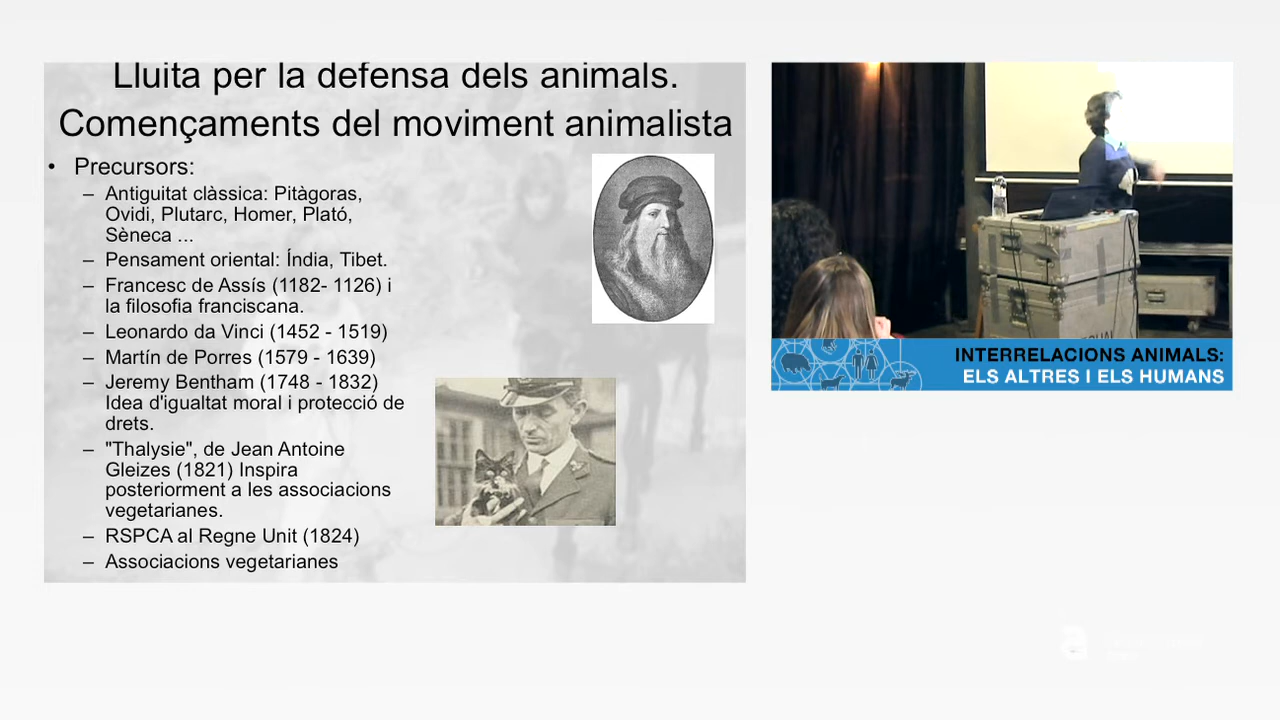 Lluita per la defensa dels animals.
Començaments del moviment animalista
• Precursors:
– Antiguitat clàssica: Pitàgoras,
Ovidi, Plutarc, Homer, Plató,
Sèneca ...
– Pensament oriental: Índia, Tibet.
– Francesc de Assís (1182- 1126) i
la filosofia franciscana.
– Leonardo da Vinci (1452 - 1519)
– Martín de Porres (1579 - 1639)
– Jeremy Bentham (1748 - 1832)
Idea d'igualtat moral i protecció de
drets.
– "Thalysie", de Jean Antoine
Gleizes (1821) Inspira
posteriorment a les associacions
vegetarianes.
– RSPCA al Regne Unit (1824)
– Associacions vegetarianes
INTERRELACIONS ANIMALS:
ELS ALTRES I ELS HUMANS